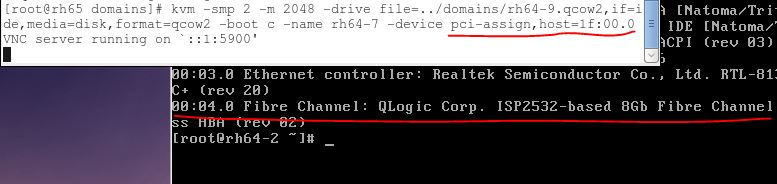 [root@rh65 domains]# kvm -smp 2 -m 2048 -drive file=../domains/rh64-9.qcow2,if=i
de,media=disk,format=qcow2 -boot c -name rh64-7 -device pci-assign,host=1f:00.0
VNC server running on `::1:5900'
A [Natoma/Trit
IDE [Natoma/
ACPI (rev 03)
00:03.0 Ethernet controller: Realtek Semiconductor Co., Ltd. RTL-813
C+ (rev 20)
00:04.0 Fibre Channel: QLogic Corp. ISP2532-based 8Gb Fibre Channel
ss HBA (rev 02)
[root@rh64-2 ~]# _